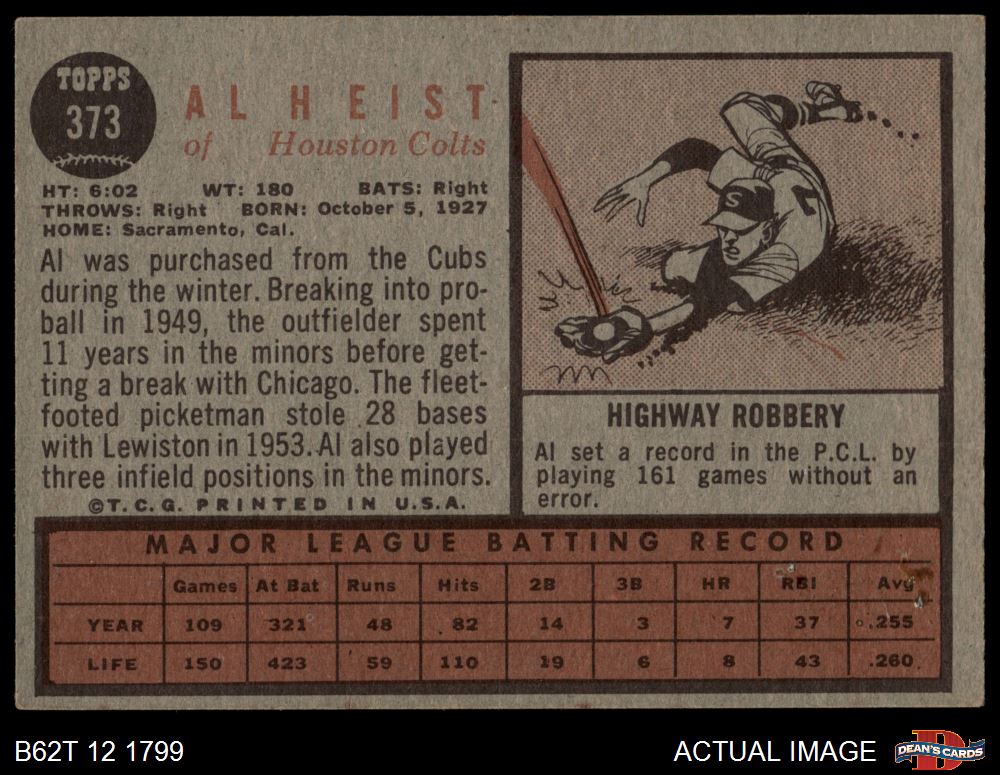 TOPPS
373
AL HEIST
of Houston Colts
HT: 6:02 WT: 180 BATS: Right
THROWS: Right BORN: October 5, 1927
HOME: Sacramento, Cal.
Al was purchased from the Cubs
during the winter. Breaking into pro-
ball in 1949, the outfielder spent
11 years in the minors before get-
ting a break with Chicago. The fleet-
footed picketman stole 28 bases
with Lewiston in 1953. Al also played
three infield positions in the minors.
©T.C.G. PRINTED IN U.S.A.
S
HIGHWAY ROBBERY
Al set a record in the P.C.L. by
playing 161 games without an
error.
MAJOR LEAGUE BATTING RECORD
Games At Bat Runs Hits 2B 3B HR RBI Avg.
YEAR 109 321 48 82 14 3 7 37 .255
LIFE 150 423 59 110 19 6 8 43 .260
B62T 12 1799
ACTUAL IMAGE
D
DEAN'S CARDS